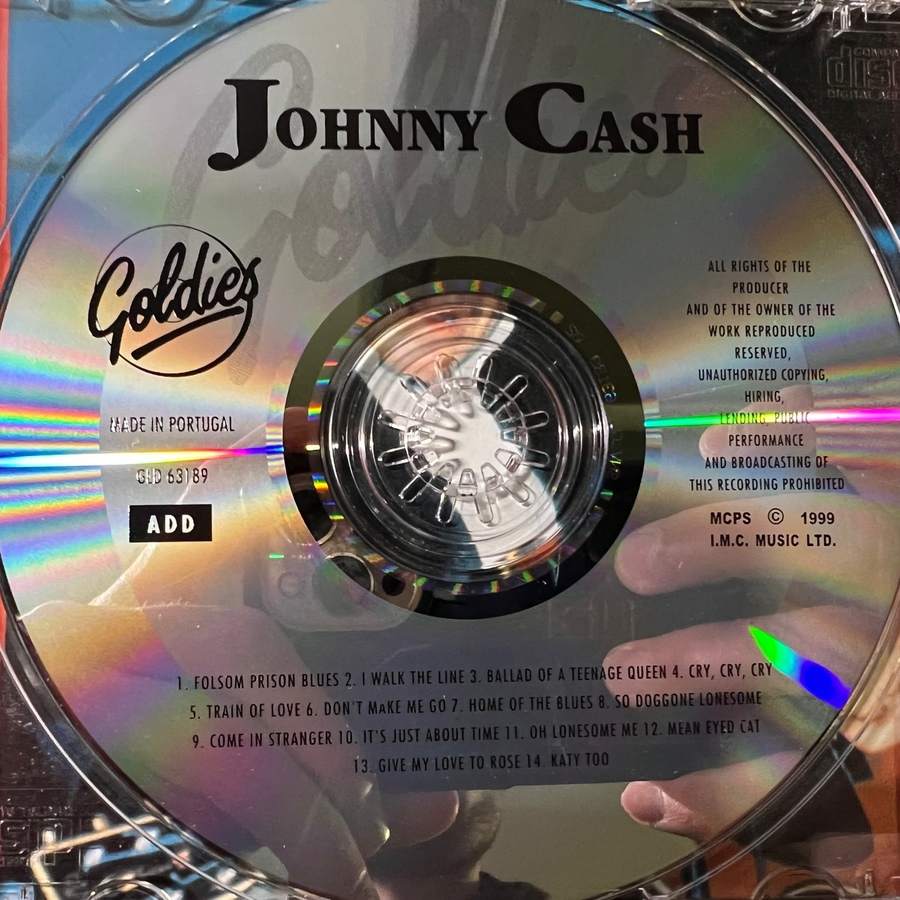 JOHNNY CASH
Goldies
MADE IN PORTUGAL
GLD 63189
ADD
ALL RIGHTS OF THE
PRODUCER
AND OF THE OWNER OF THE
WORK REPRODUCED
RESERVED,
UNAUTHORIZED COPYING,
HIRING,
LENDING PUBLIC
PERFORMANCE
AND BROADCASTING OF
THIS RECORDING PROHIBITED
MCPS © 1999
I.M.C. MUSIC LTD.
1. FOLSOM PRISON BLUES 2. I WALK THE LINE 3. BALLAD OF A TEENAGE QUEEN 4. CRY, CRY, CRY
5. TRAIN OF LOVE 6. DON'T MAKE ME GO 7. HOME OF THE BLUES 8. SO DOGGONE LONESOME
9. COME IN STRANGER 10. IT'S JUST ABOUT TIME 11. OH LONESOME ME 12. MEAN EYED CAT
13. GIVE MY LOVE TO ROSE 14. KATY TOO